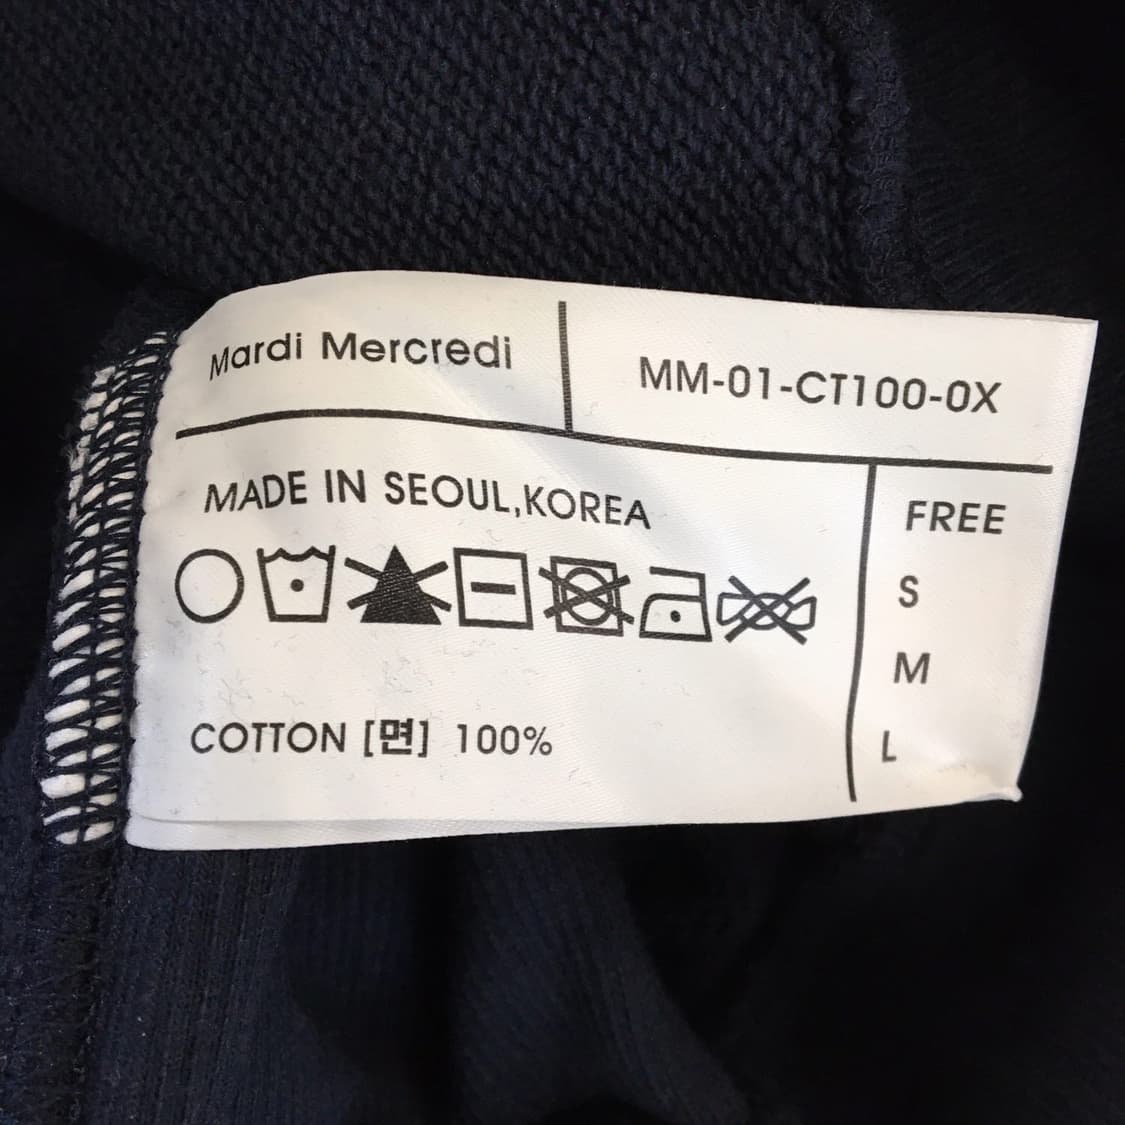 Mardi Mercredi
MM-01-CT100-0X
MADE IN SEOUL,KOREA
FREE
S
M
L
COTTON [면] 100%